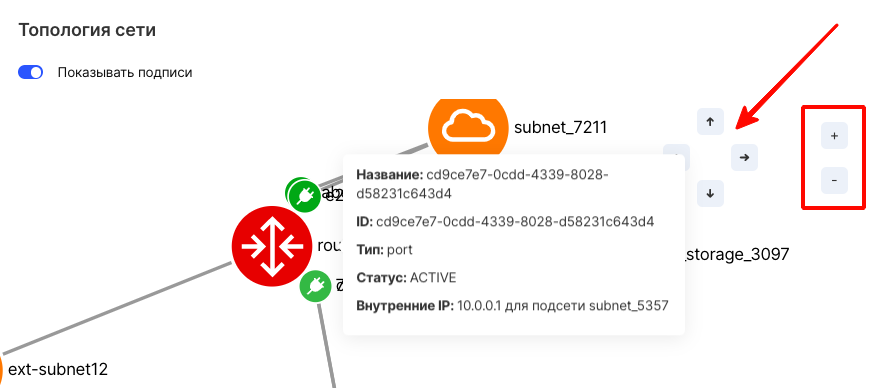 Топология сети
Показывать подписи
subnet_7211
+
-
Название: cd9ce7e7-0cdd-4339-8028-
d58231c643d4
ID: cd9ce7e7-0cdd-4339-8028-d58231c643d4
Тип: port
Статус: ACTIVE
Внутренние IP: 10.0.0.1 для подсети subnet_5357
rou
_storage_3097
ext-subnet12